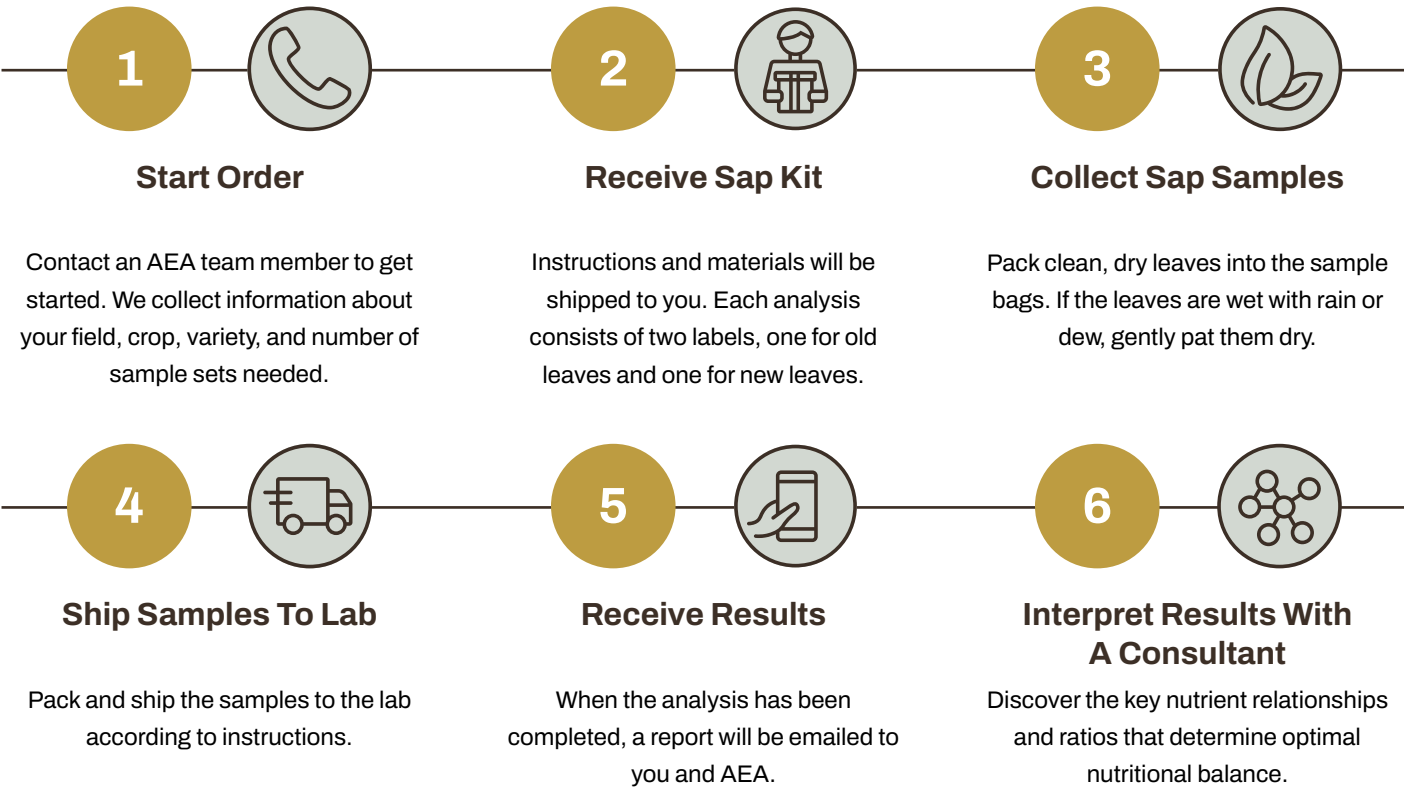 1
Start Order
Contact an AEA team member to get
started. We collect information about
your field, crop, variety, and number of
sample sets needed.
2
Receive Sap Kit
Instructions and materials will be
shipped to you. Each analysis
consists of two labels, one for old
leaves and one for new leaves.
3
Collect Sap Samples
Pack clean, dry leaves into the sample
bags. If the leaves are wet with rain or
dew, gently pat them dry.
4
Ship Samples To Lab
Pack and ship the samples to the lab
according to instructions.
5
Receive Results
When the analysis has been
completed, a report will be emailed to
you and AEA.
6
Interpret Results With
A Consultant
Discover the key nutrient relationships
and ratios that determine optimal
nutritional balance.